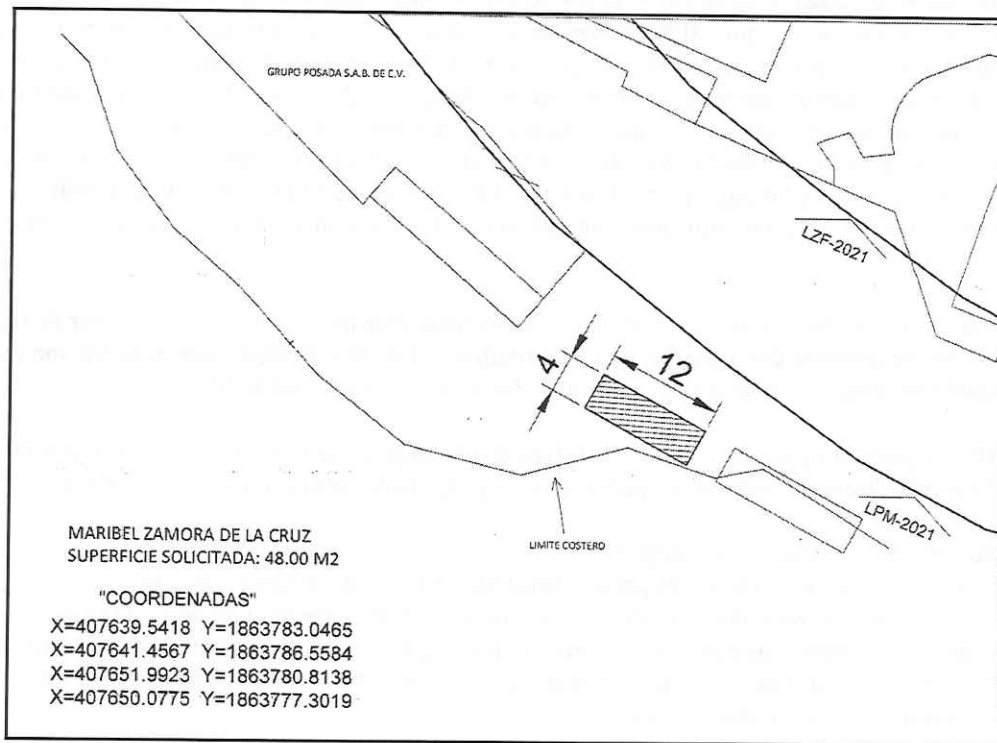 GRUPO POSADA S.A.B. DE C.V.
LZF-2021
4
12
LPM-2021
LIMITE COSTERO
MARIBEL ZAMORA DE LA CRUZ
SUPERFICIE SOLICITADA: 48.00 M2
"COORDENADAS"
X=407639.5418 Y=1863783.0465
X=407641.4567 Y=1863786.5584
X=407651.9923 Y=1863780.8138
X=407650.0775 Y=1863777.3019